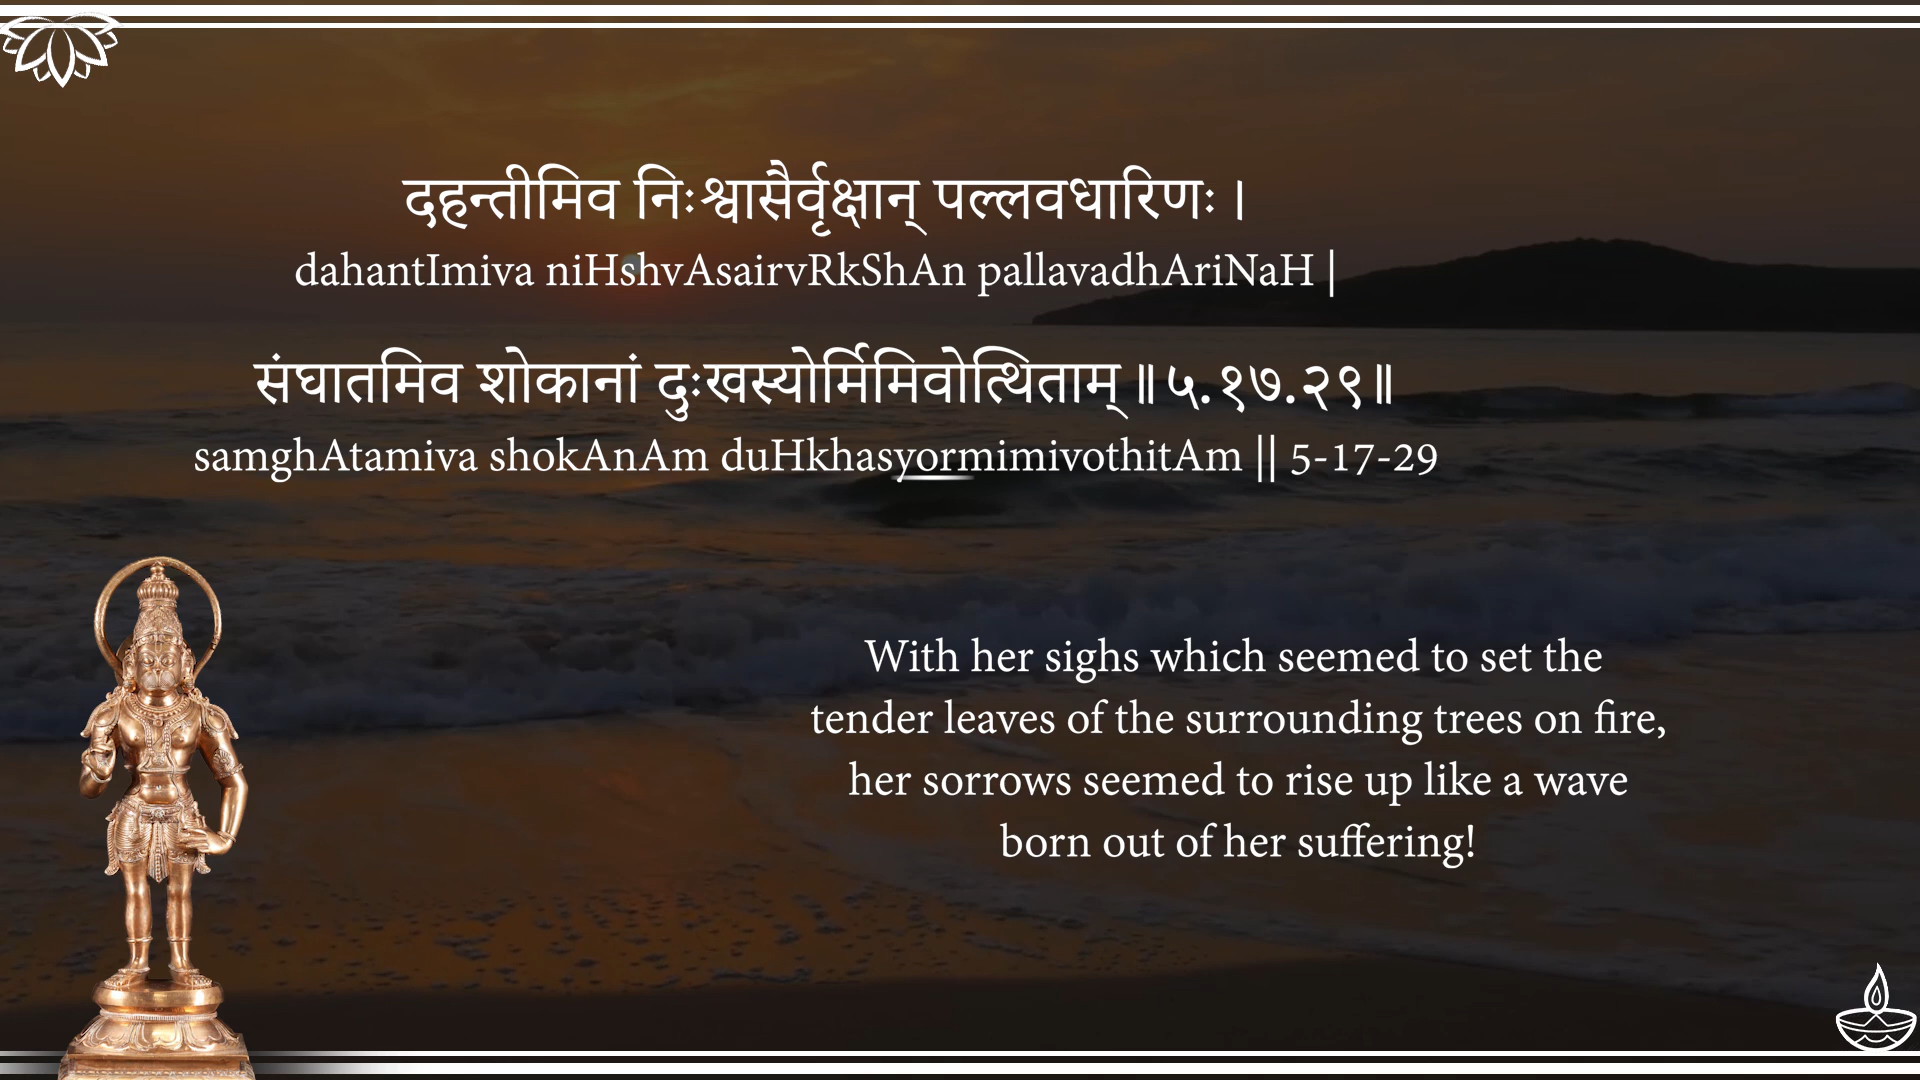 दहन्तीमिव निःश्वासैर्वृक्षान् पल्लवधारिणः ।
dahantImiva niHshvAsairvRkShAn pallavadhAriNaH |
संघातमिव शोकानां दुःखस्योर्मिमिवोत्थिताम् ॥५.१७.२९॥
samghAtamiva shokAnAm duHkhasyormimivothitAm || 5-17-29
With her sighs which seemed to set the
tender leaves of the surrounding trees on fire,
her sorrows seemed to rise up like a wave
born out of her suffering!